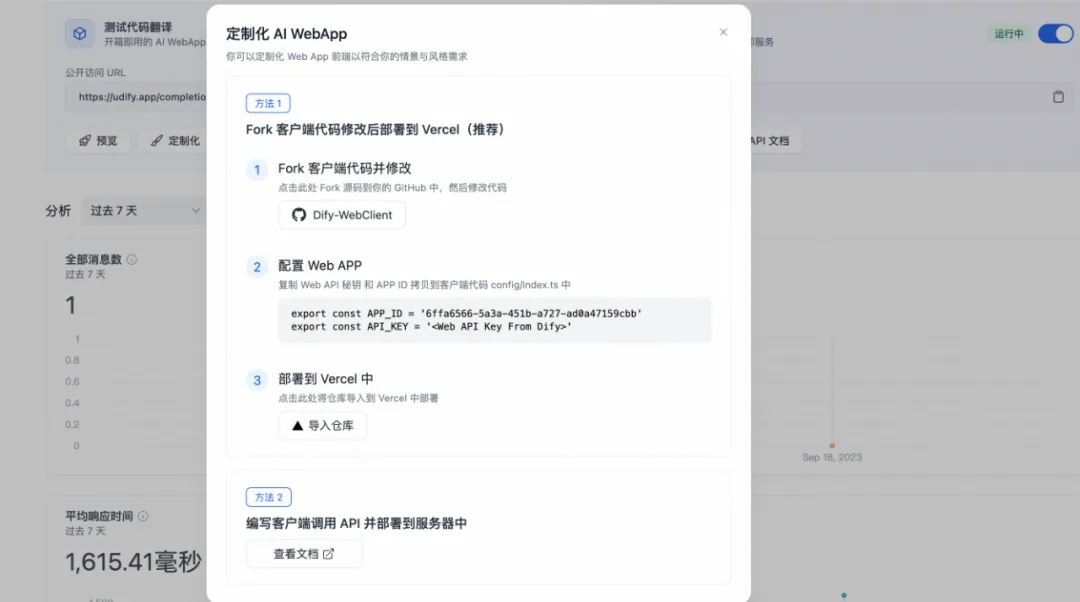 测试代码翻译
开箱即用的 AI WebApp
公开访问 URL
https://udify.app/completio
预览
定制化
分析
过去 7 天
全部消息数
过去 7 天
1
1
0.8
0.6
0.4
0.2
0
平均响应时间
过去 7 天
1,615.41毫秒
定制化 AI WebApp
你可以定制化 Web App 前端以符合你的情景与风格需求
方法 1
Fork 客户端代码修改后部署到 Vercel（推荐）
1
Fork 客户端代码并修改
点击此处 Fork 源码到你的 GitHub 中，然后修改代码
Dify-WebClient
2
配置 Web APP
复制 Web API 秘钥 和 APP ID 拷贝到客户端代码 config/index.ts 中
export const APP_ID = '6ffa6566-5a3a-451b-a727-ad0a47159cbb'
export const API_KEY = '<Web API Key From Dify>'
3
部署到 Vercel 中
点击此处将仓库导入到 Vercel 中部署
导入仓库
方法 2
编写客户端调用 API 并部署到服务器中
查看文档
服务
运行中
API 文档
Sep 18, 2023